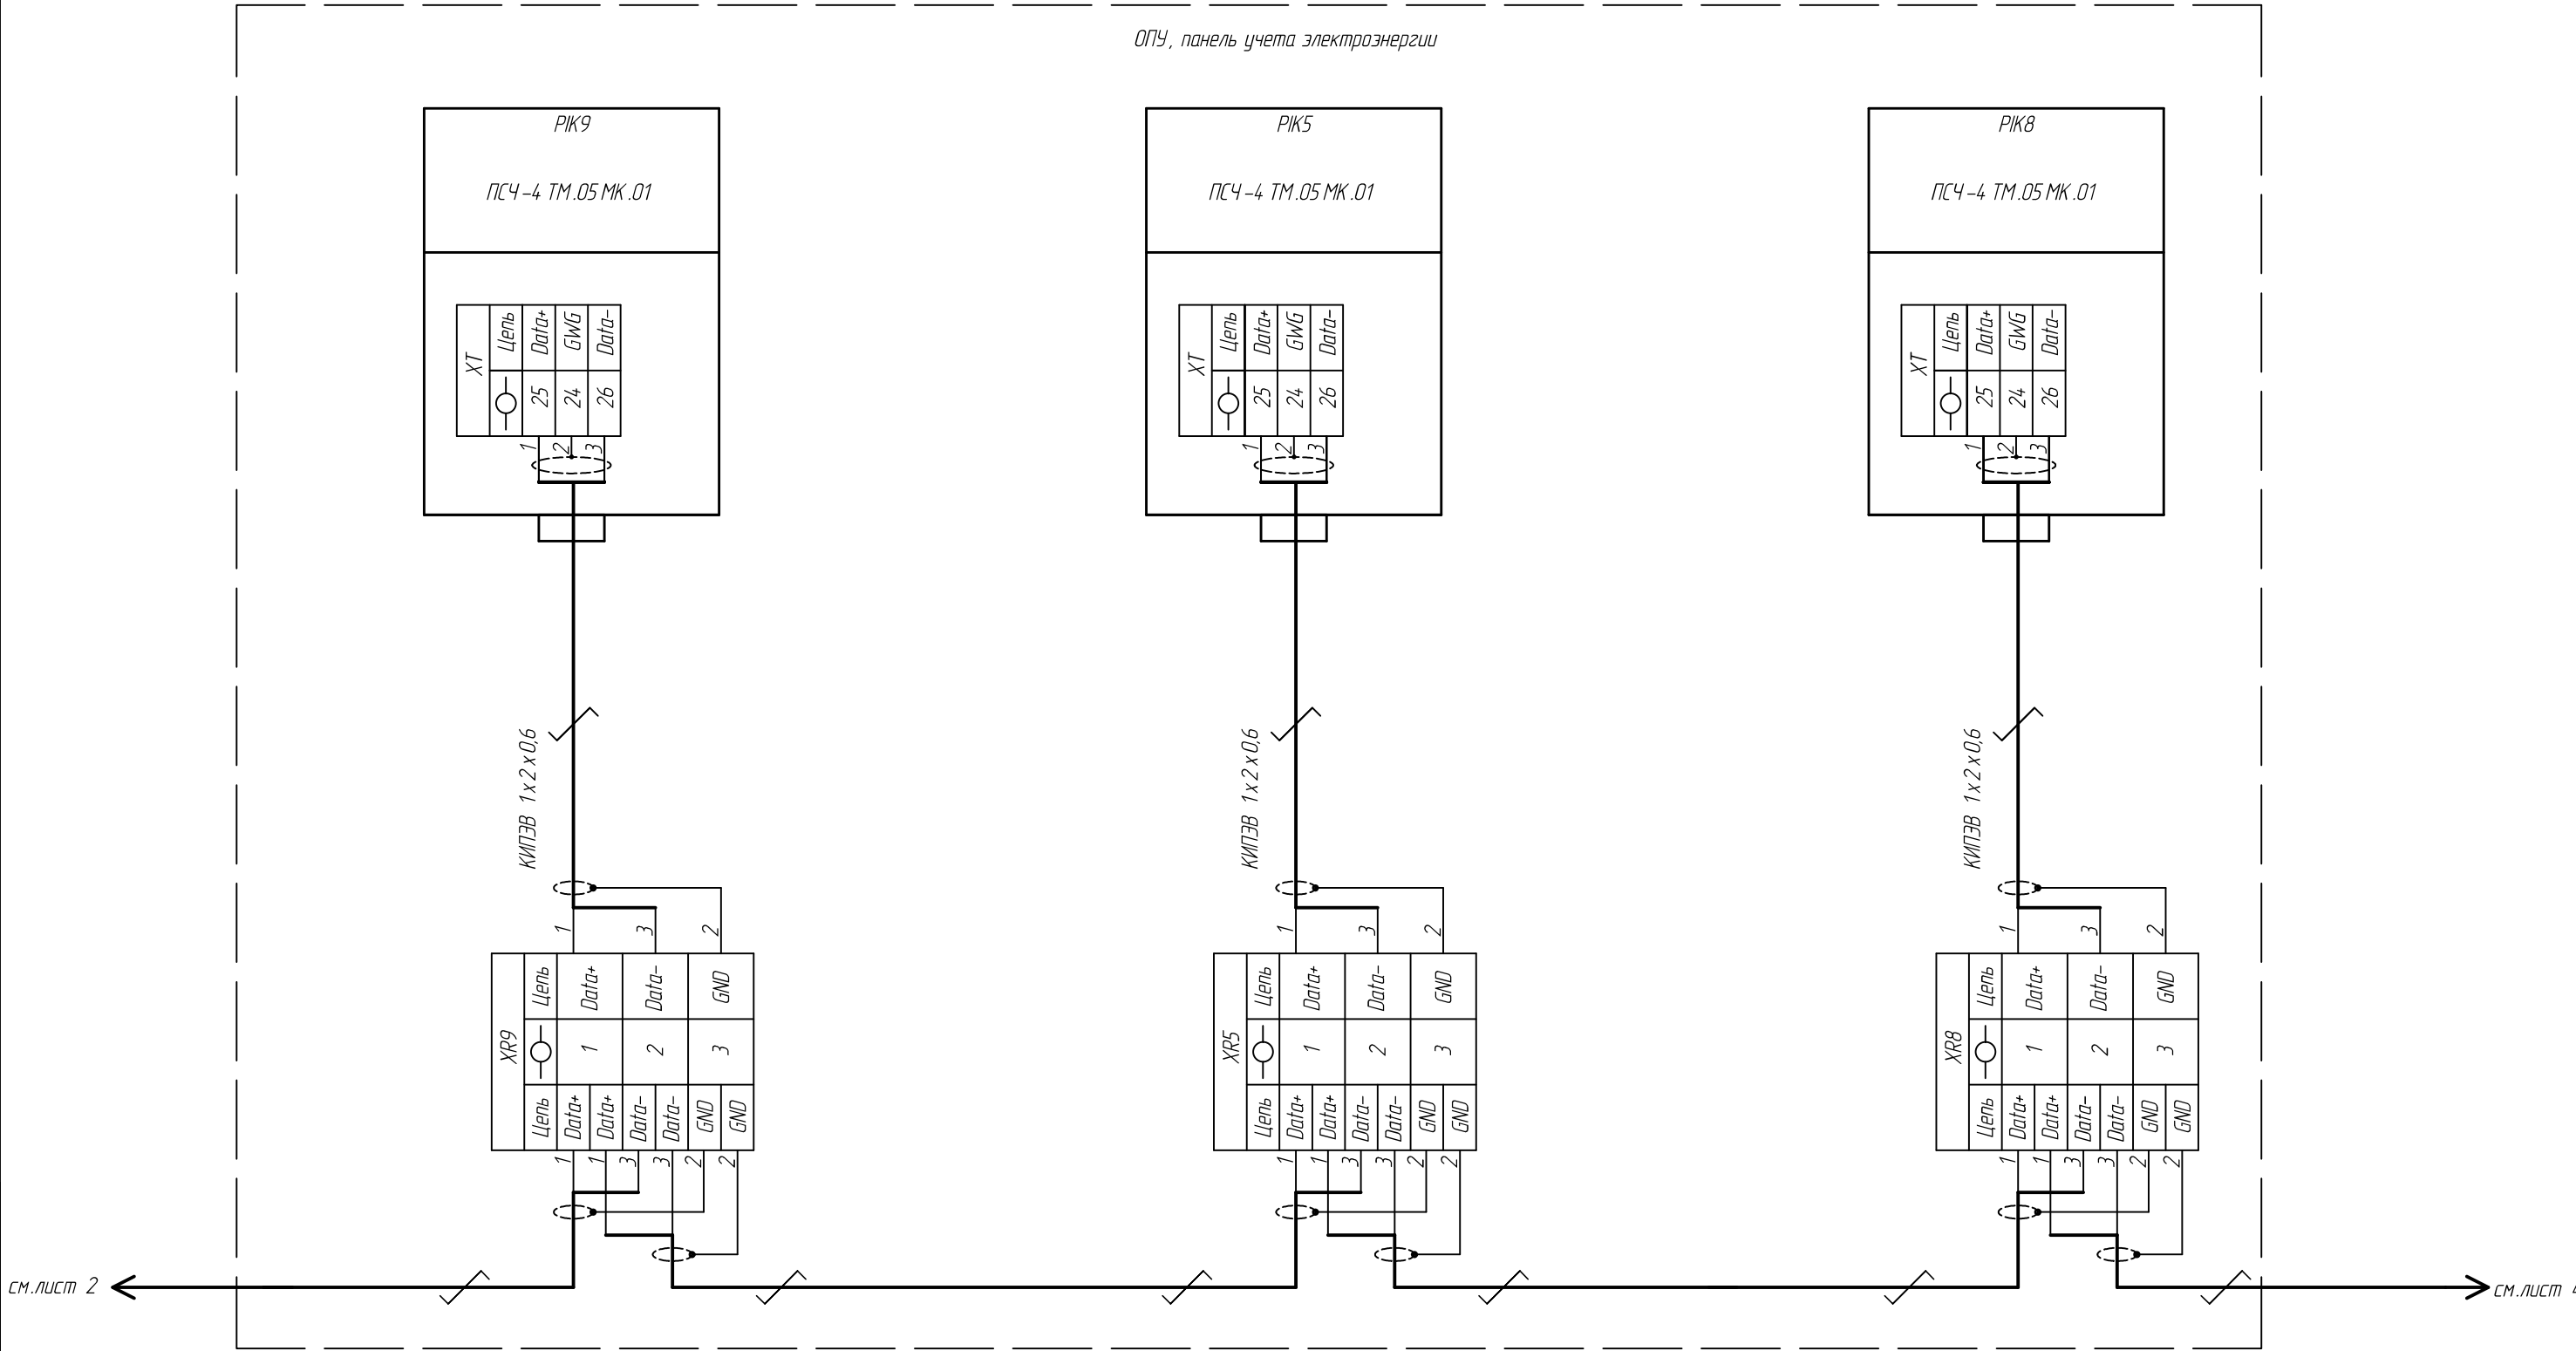 ОПУ, панель учета электроэнергии
PIK9
ПСЧ-4 ТМ.05 МК.01
XT
Цепь Data+ GWG Data-
25 24 26
1 2 3
КИПЭВ 1х2х0,6
1 3 2
XR9
Цепь Data+ Data- GND
1 2 3
Цепь Data+ Data+ Data- Data- GND GND
1 1 3 3 2 2
PIK5
ПСЧ-4 ТМ.05 МК.01
XT
Цепь Data+ GWG Data-
25 24 26
1 2 3
КИПЭВ 1х2х0,6
1 3 2
XR5
Цепь Data+ Data- GND
1 2 3
Цепь Data+ Data+ Data- Data- GND GND
1 1 3 3 2 2
PIK8
ПСЧ-4 ТМ.05 МК.01
XT
Цепь Data+ GWG Data-
25 24 26
1 2 3
КИПЭВ 1х2х0,6
1 3 2
XR8
Цепь Data+ Data- GND
1 2 3
Цепь Data+ Data+ Data- Data- GND GND
1 1 3 3 2 2
см.лист 2
см.лист